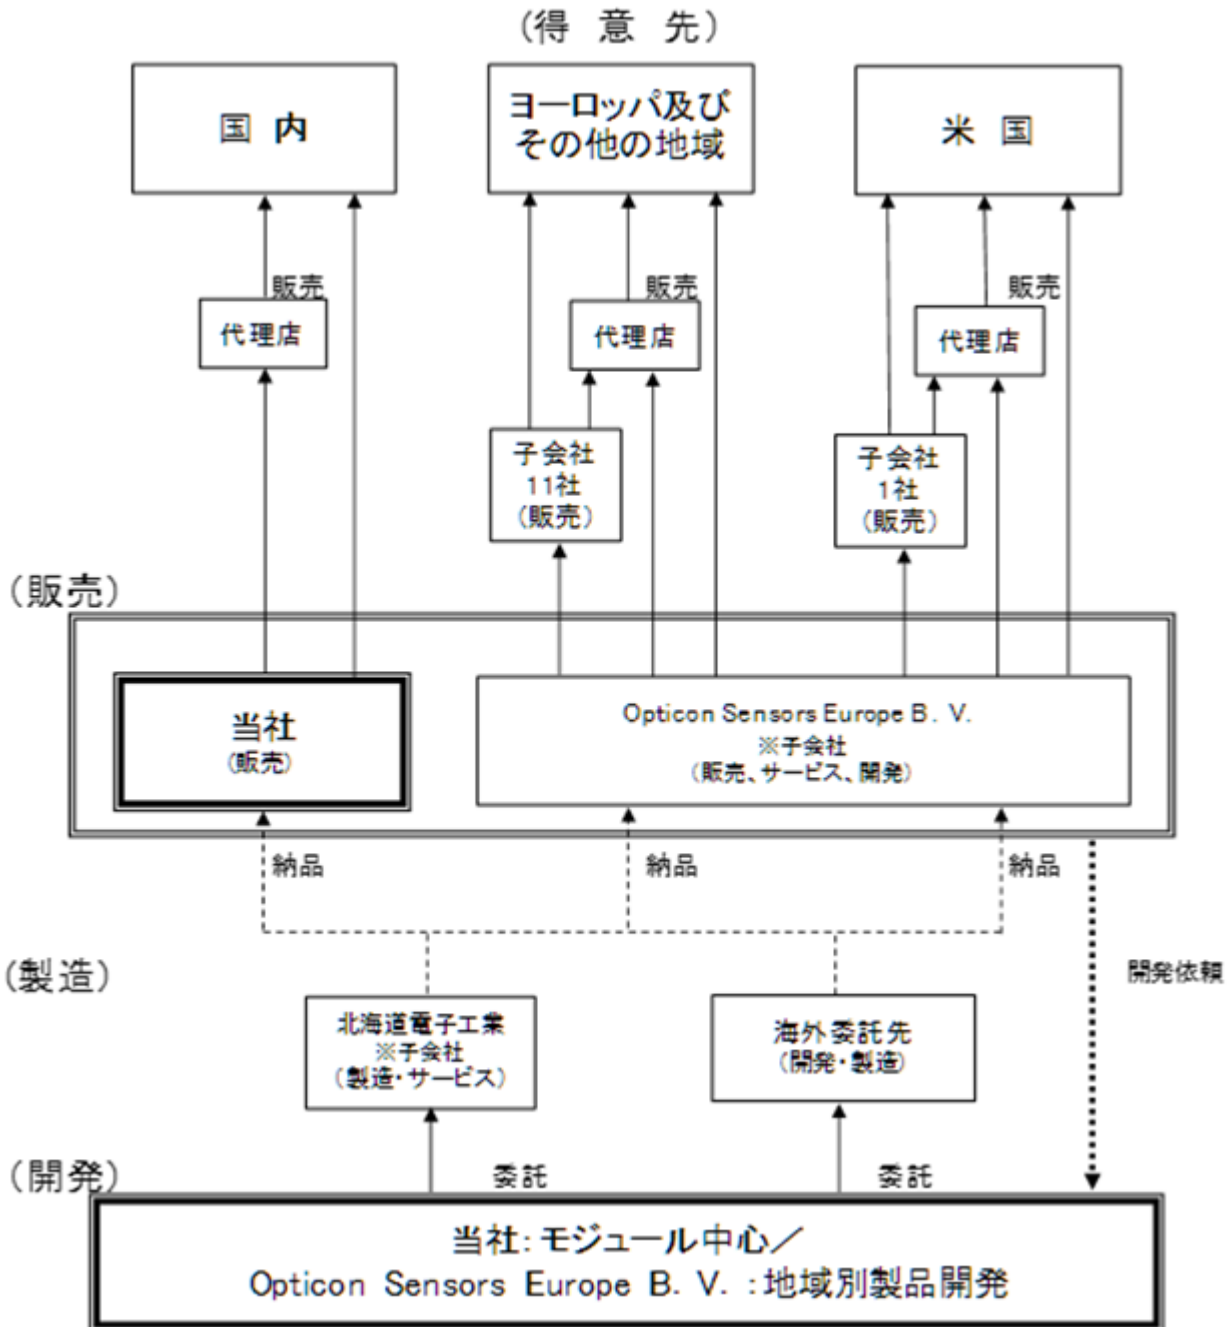 (得 意 先)
国 内
ヨーロッパ及び
その他の地域
米 国
販売
販売
販売
代理店
代理店
代理店
子会社
11社
(販売)
子会社
1社
(販売)
(販売)
当社
(販売)
Opticon Sensors Europe B. V.
※子会社
(販売、サービス、開発)
納品
納品
納品
(製造)
開発依頼
北海道電子工業
※子会社
(製造・サービス)
海外委託先
(開発・製造)
(開発)
委託
委託
当社:モジュール中心/
Opticon Sensors Europe B. V. :地域別製品開発